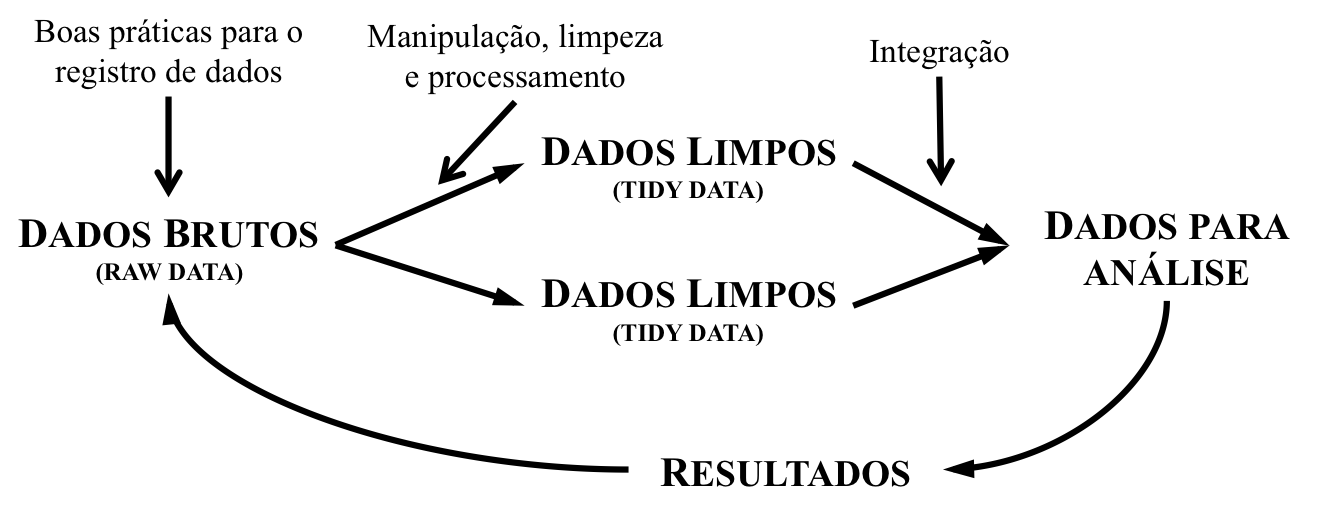 Boas práticas para o
registro de dados
Manipulação, limpeza
e processamento
Integração
DADOS LIMPOS
(TIDY DATA)
DADOS BRUTOS
(RAW DATA)
DADOS PARA
ANÁLISE
DADOS LIMPOS
(TIDY DATA)
RESULTADOS